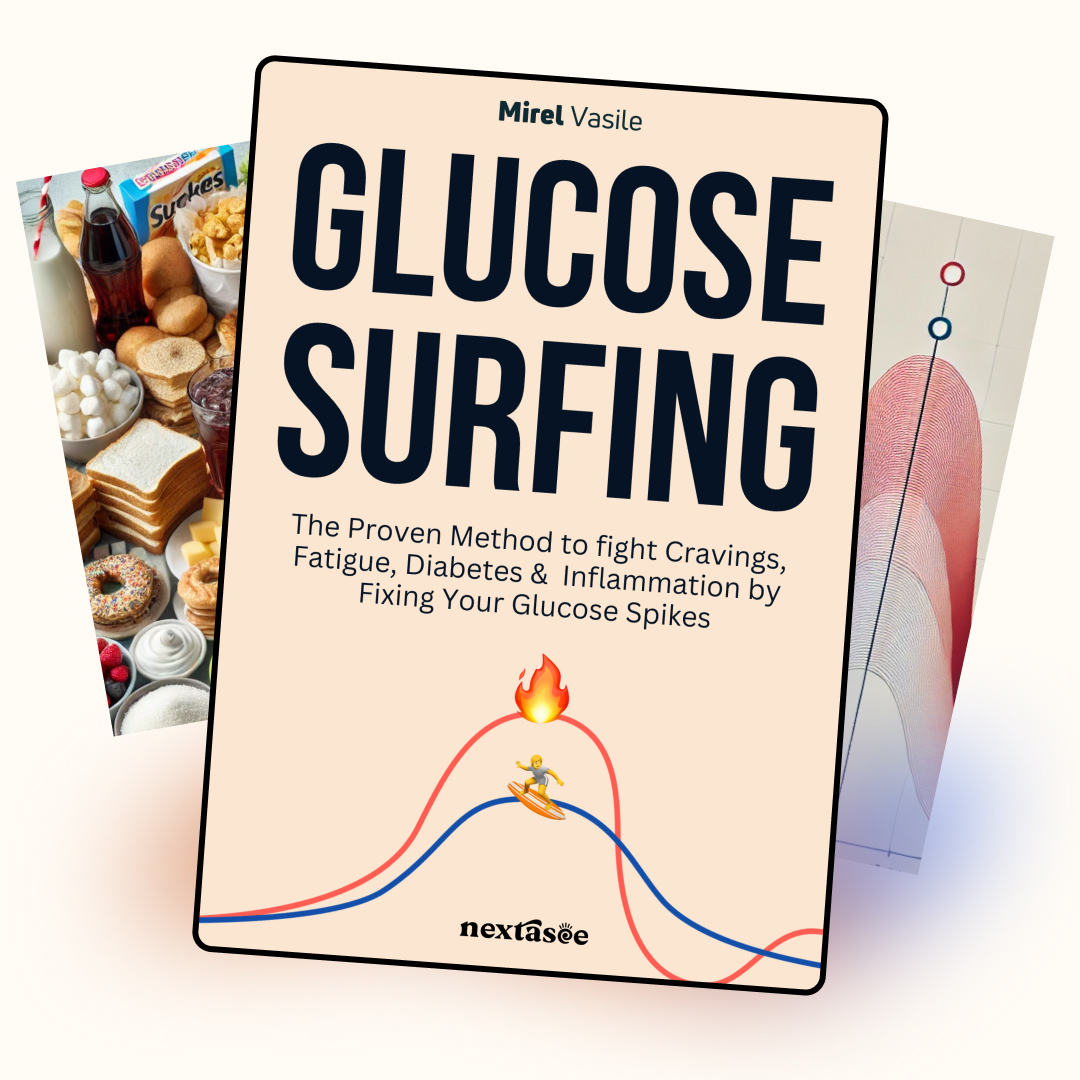 Mirel Vasile
GLUCOSE
SURFING
The Proven Method to fight Cravings,
Fatigue, Diabetes & Inflammation by
Fixing Your Glucose Spikes
nextasee